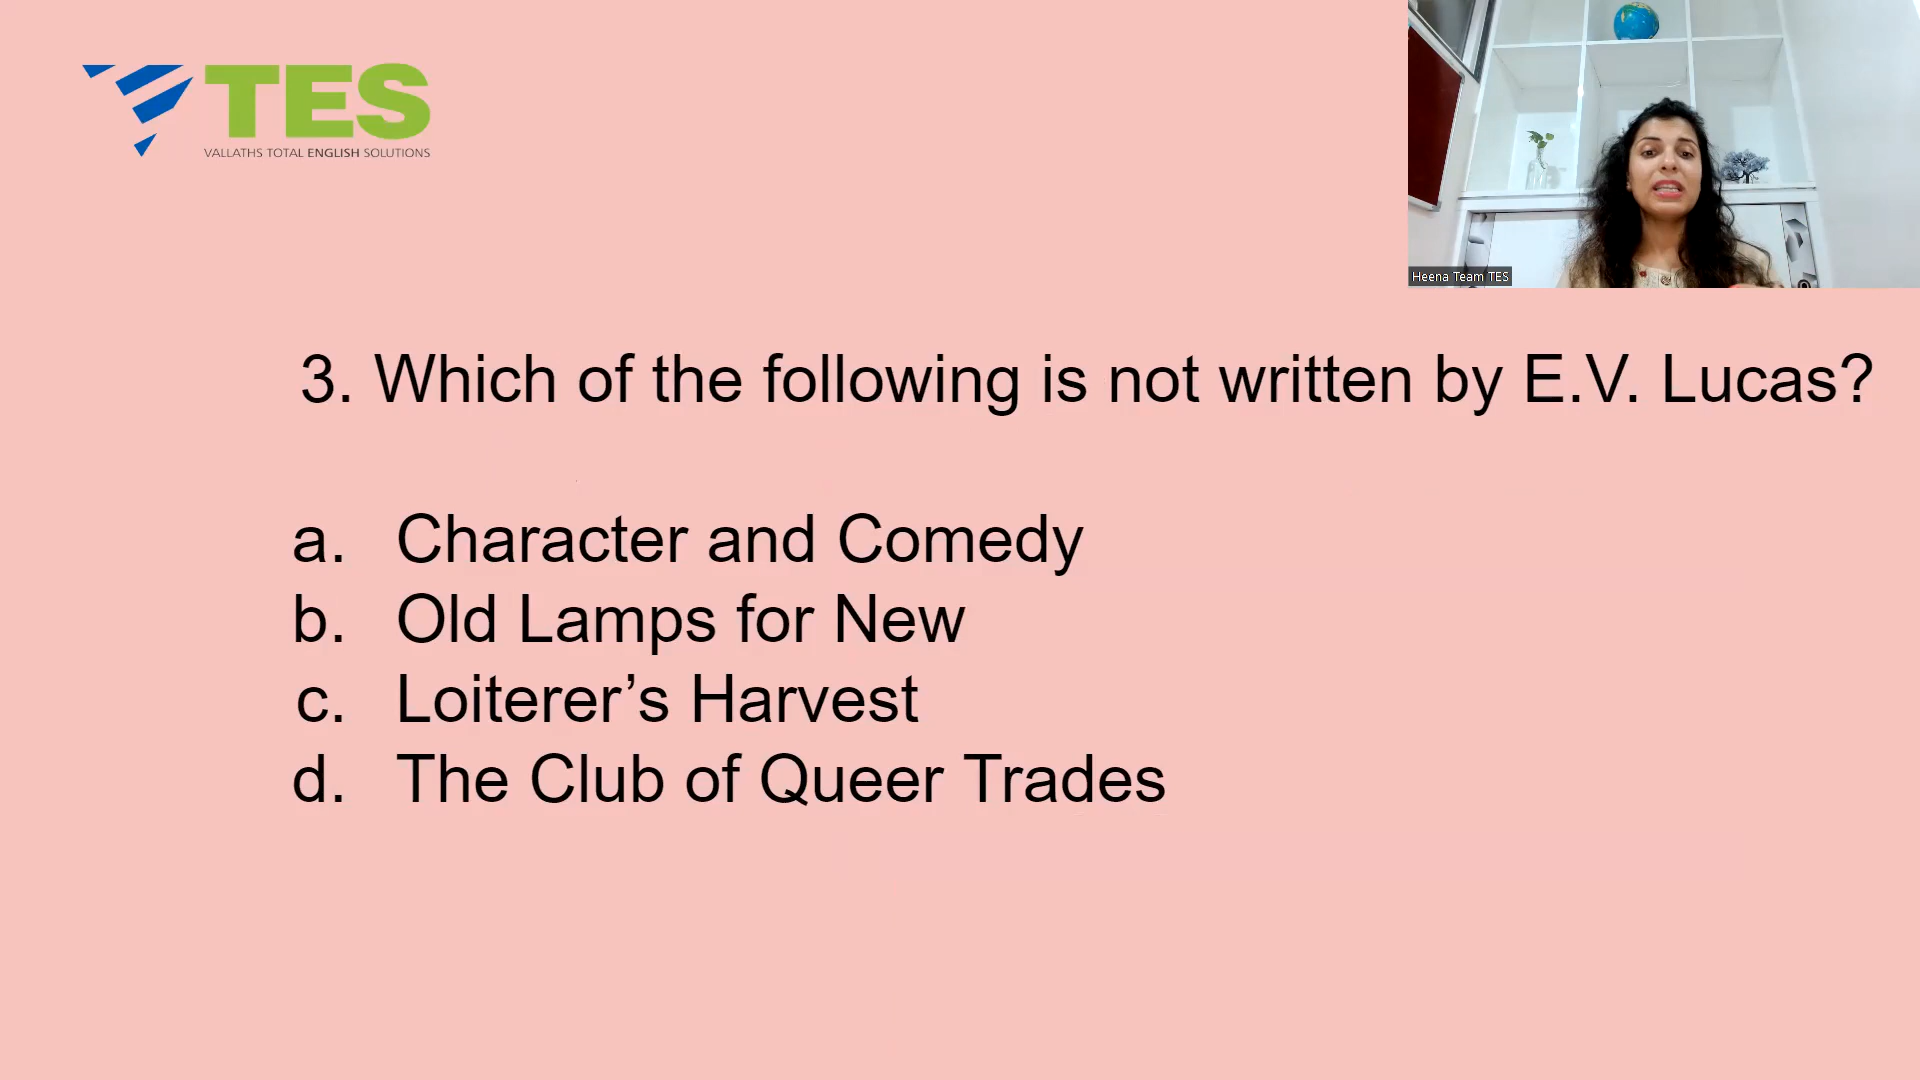 TES
VALLATHS TOTAL ENGLISH SOLUTIONS
Heena Team TES
3. Which of the following is not written by E.V. Lucas?
a. Character and Comedy
b. Old Lamps for New
c. Loiterer’s Harvest
d. The Club of Queer Trades